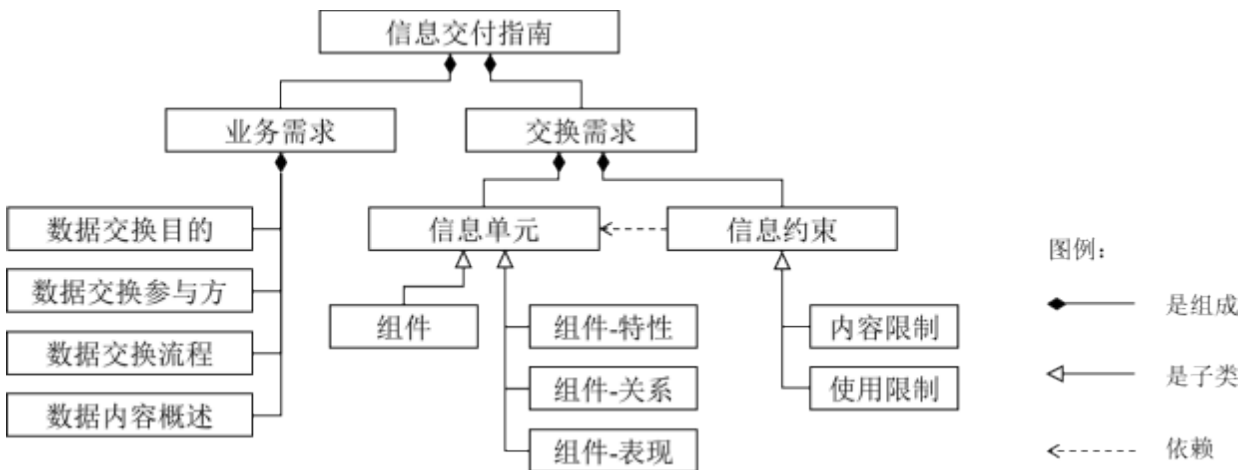 信息交付指南
业务需求
交换需求
数据交换目的
数据交换参与方
数据交换流程
数据内容概述
信息单元
信息约束
组件
组件-特性
组件-关系
组件-表现
内容限制
使用限制
图例：
是组成
是子类
依赖